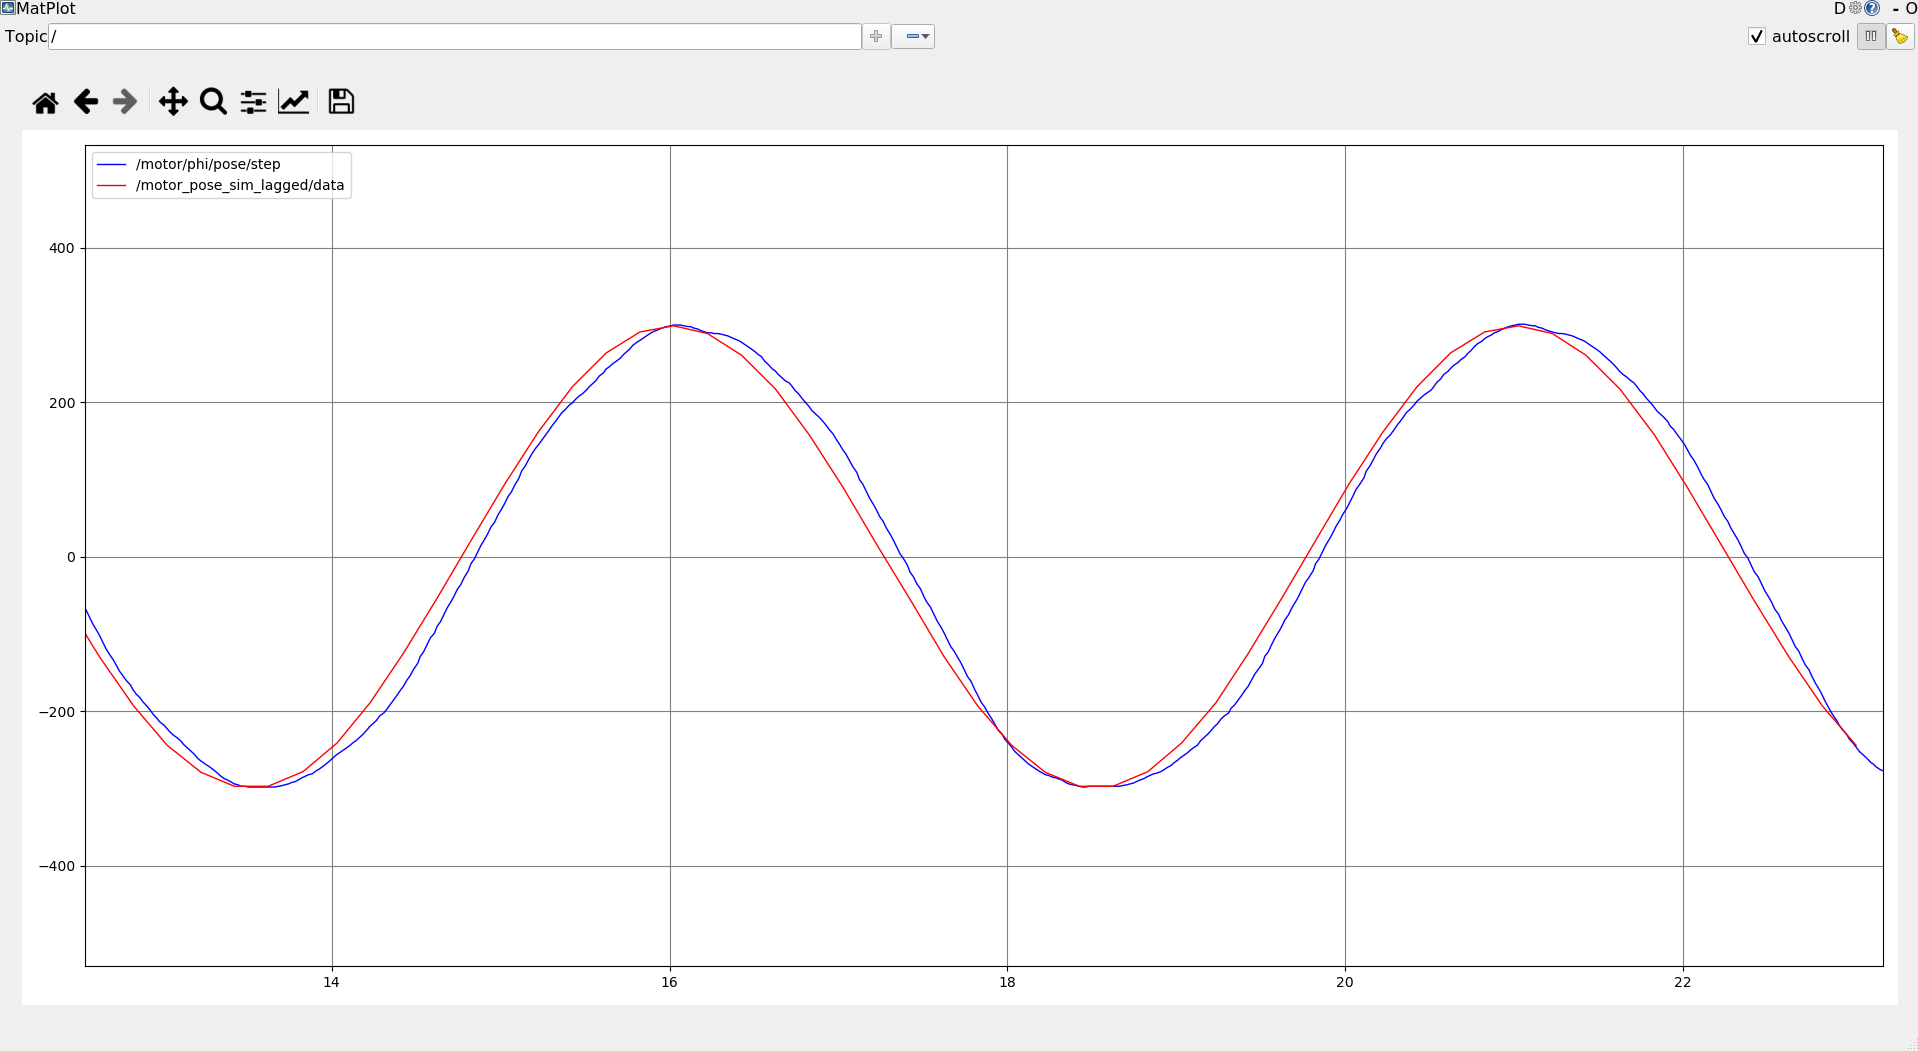 MatPlot D - O
Topic / autoscroll
/motor/phi/pose/step
/motor_pose_sim_lagged/data
400
200
0
−200
−400
14 16 18 20 22